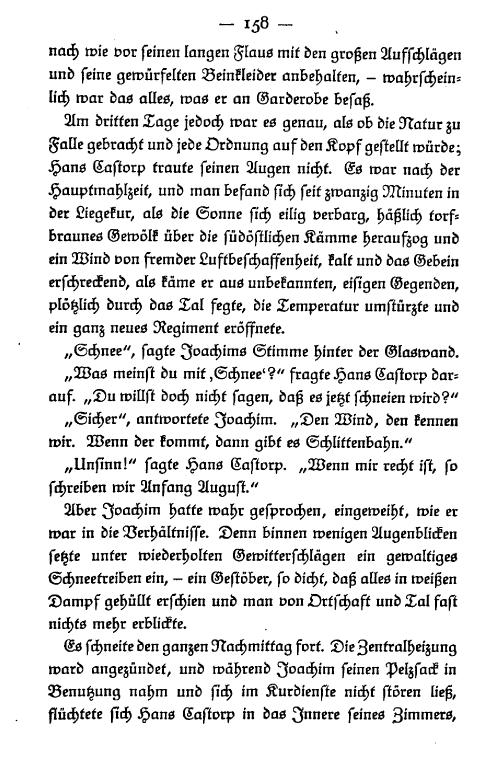 — 158 —
nach wie vor seinen langen Flaus mit den großen Aufschlägen
und seine gewürfelten Beinkleider anbehalten, – wahrschein=
lich war das alles, was er an Garderobe besaß.
Am dritten Tage jedoch war es genau, als ob die Natur zu
Falle gebracht und jede Ordnung auf den Kopf gestellt würde;
Hans Castorp traute seinen Augen nicht. Es war nach der
Hauptmahlzeit, und man befand sich seit zwanzig Minuten in
der Liegekur, als die Sonne sich eilig verbarg, häßlich torf=
braunes Gewölk über die südöstlichen Kämme heraufzog und
ein Wind von fremder Luftbeschaffenheit, kalt und das Gebein
erschreckend, als käme er aus unbekannten, eisigen Gegenden,
plötzlich durch das Tal fegte, die Temperatur umstürzte und
ein ganz neues Regiment eröffnete.
„Schnee“, sagte Joachims Stimme hinter der Glaswand.
„Was meinst du mit ‚Schnee‘?“ fragte Hans Castorp dar=
auf. „Du willst doch nicht sagen, daß es jetzt schneien wird?“
„Sicher“, antwortete Joachim. „Den Wind, den kennen
wir. Wenn der kommt, dann gibt es Schlittenbahn.“
„Unsinn!“ sagte Hans Castorp. „Wenn mir recht ist, so
schreiben wir Anfang August.“
Aber Joachim hatte wahr gesprochen, eingeweiht, wie er
war in die Verhältnisse. Denn binnen wenigen Augenblicken
setzte unter wiederholten Gewitterschlägen ein gewaltiges
Schneetreiben ein, – ein Gestöber, so dicht, daß alles in weißen
Dampf gehüllt erschien und man von Ortschaft und Tal fast
nichts mehr erblickte.
Es schneite den ganzen Nachmittag fort. Die Zentralheizung
ward angezündet, und während Joachim seinen Pelzsack in
Benutzung nahm und sich im Kurdienste nicht stören ließ,
flüchtete sich Hans Castorp in das Innere seines Zimmers,